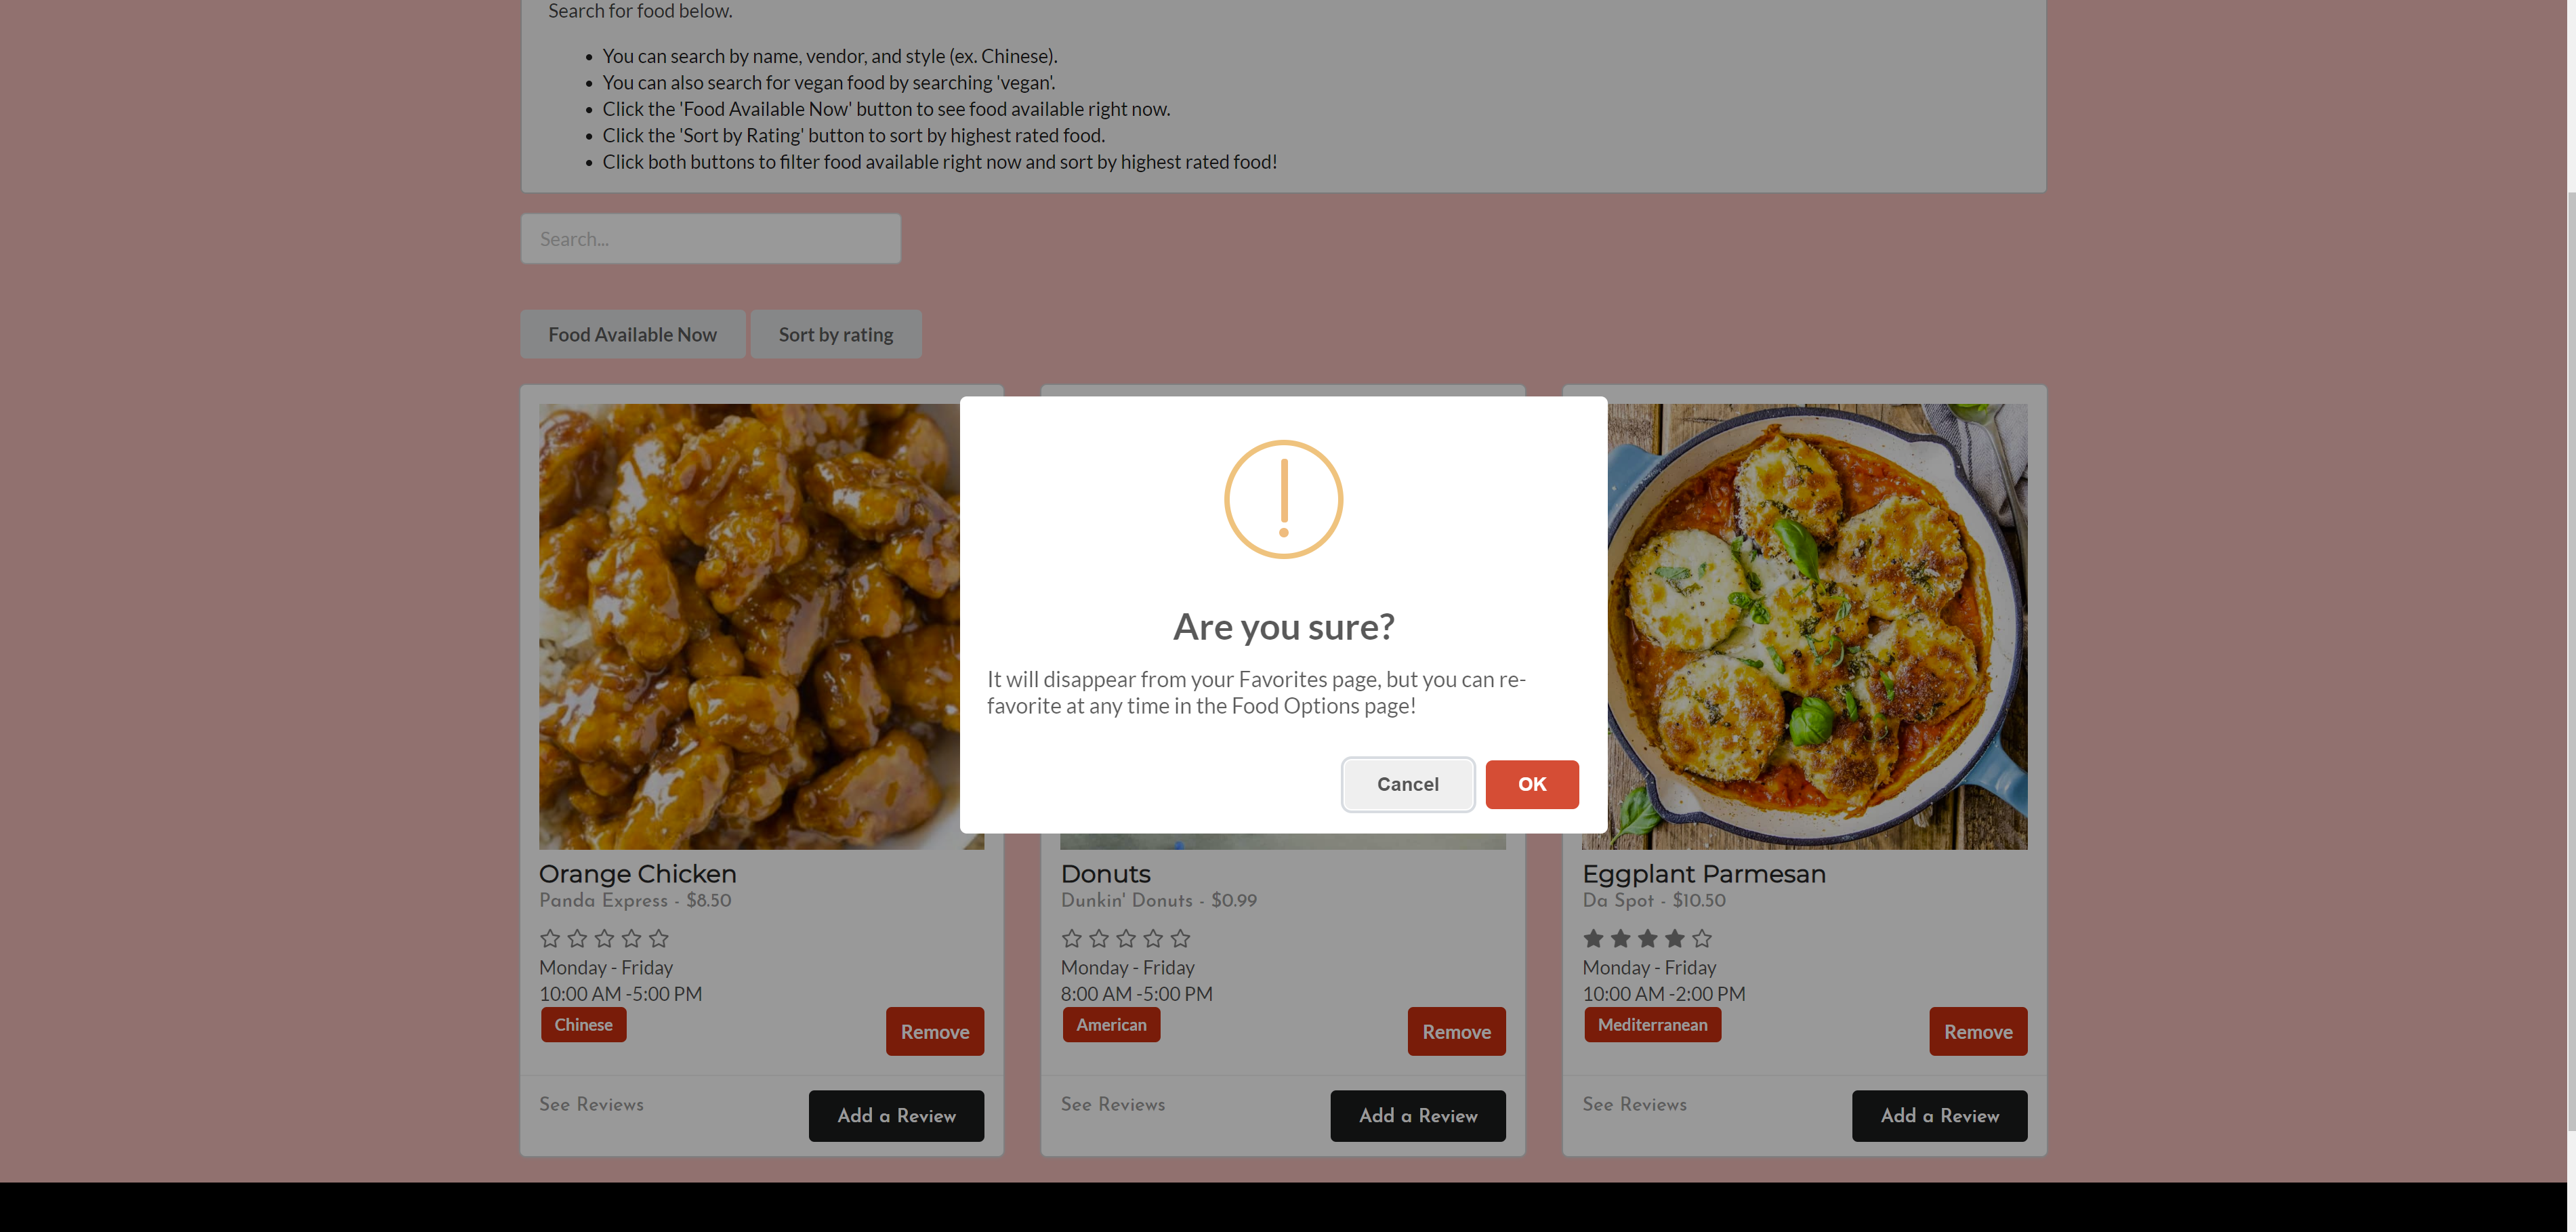 Search for food below.
You can search by name, vendor, and style (ex. Chinese).
You can also search for vegan food by searching 'vegan'.
Click the 'Food Available Now' button to see food available right now.
Click the 'Sort by Rating' button to sort by highest rated food.
Click both buttons to filter food available right now and sort by highest rated food!
Search...
Food Available Now
Sort by rating
Are you sure?
It will disappear from your Favorites page, but you can re-
favorite at any time in the Food Options page!
Cancel
OK
Orange Chicken
Panda Express - $8.50
Monday - Friday
10:00 AM -5:00 PM
Chinese
Remove
See Reviews
Add a Review
Donuts
Dunkin' Donuts - $0.99
Monday - Friday
8:00 AM -5:00 PM
American
Remove
See Reviews
Add a Review
Eggplant Parmesan
Da Spot - $10.50
Monday - Friday
10:00 AM -2:00 PM
Mediterranean
Remove
See Reviews
Add a Review